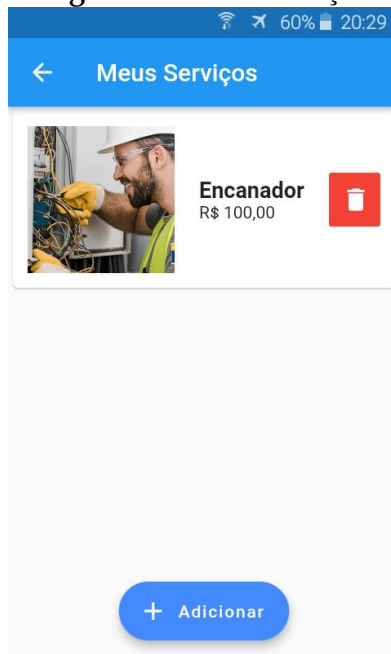 60% 20:29
Meus Serviços
Encanador
R$ 100,00
+ Adicionar